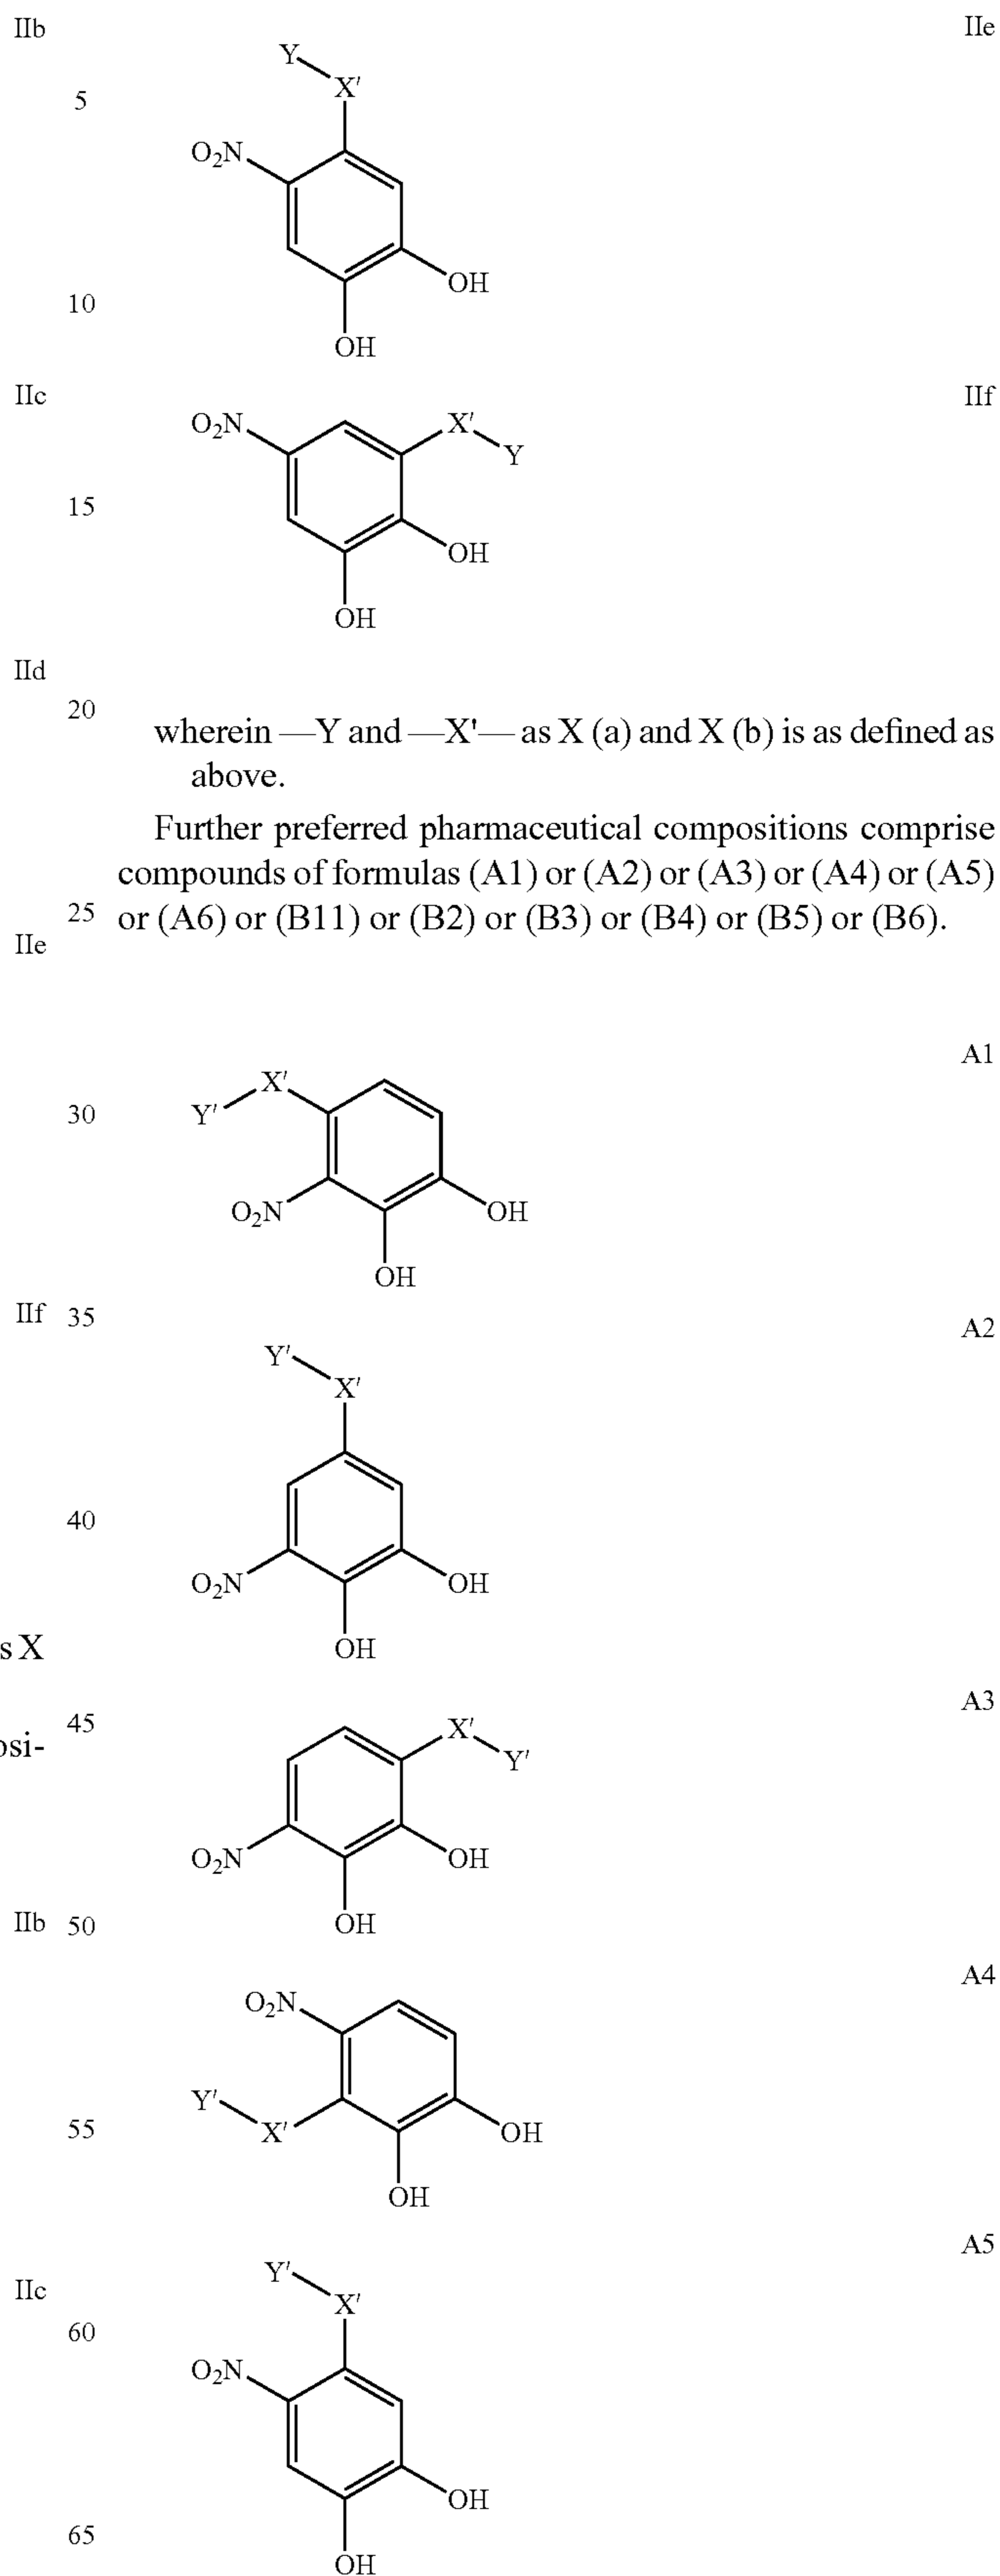 IIb
IIe
Y
X'
5
O₂N
OH
10
OH
IIc
IIf
O₂N
X'
Y
15
OH
OH
IId
20
wherein —Y and —X'— as X (a) and X (b) is as defined as
above.
Further preferred pharmaceutical compositions comprise
compounds of formulas (A1) or (A2) or (A3) or (A4) or (A5)
25 or (A6) or (B11) or (B2) or (B3) or (B4) or (B5) or (B6).
IIe
A1
X'
Y'
30
O₂N
OH
OH
IIf
35
A2
Y'
X'
40
O₂N
OH
OH
s X
A3
45
X'
Y'
osi-
O₂N
OH
OH
IIb
50
A4
O₂N
Y'
X'
55
OH
OH
A5
Y'
X'
IIc
60
O₂N
OH
65
OH